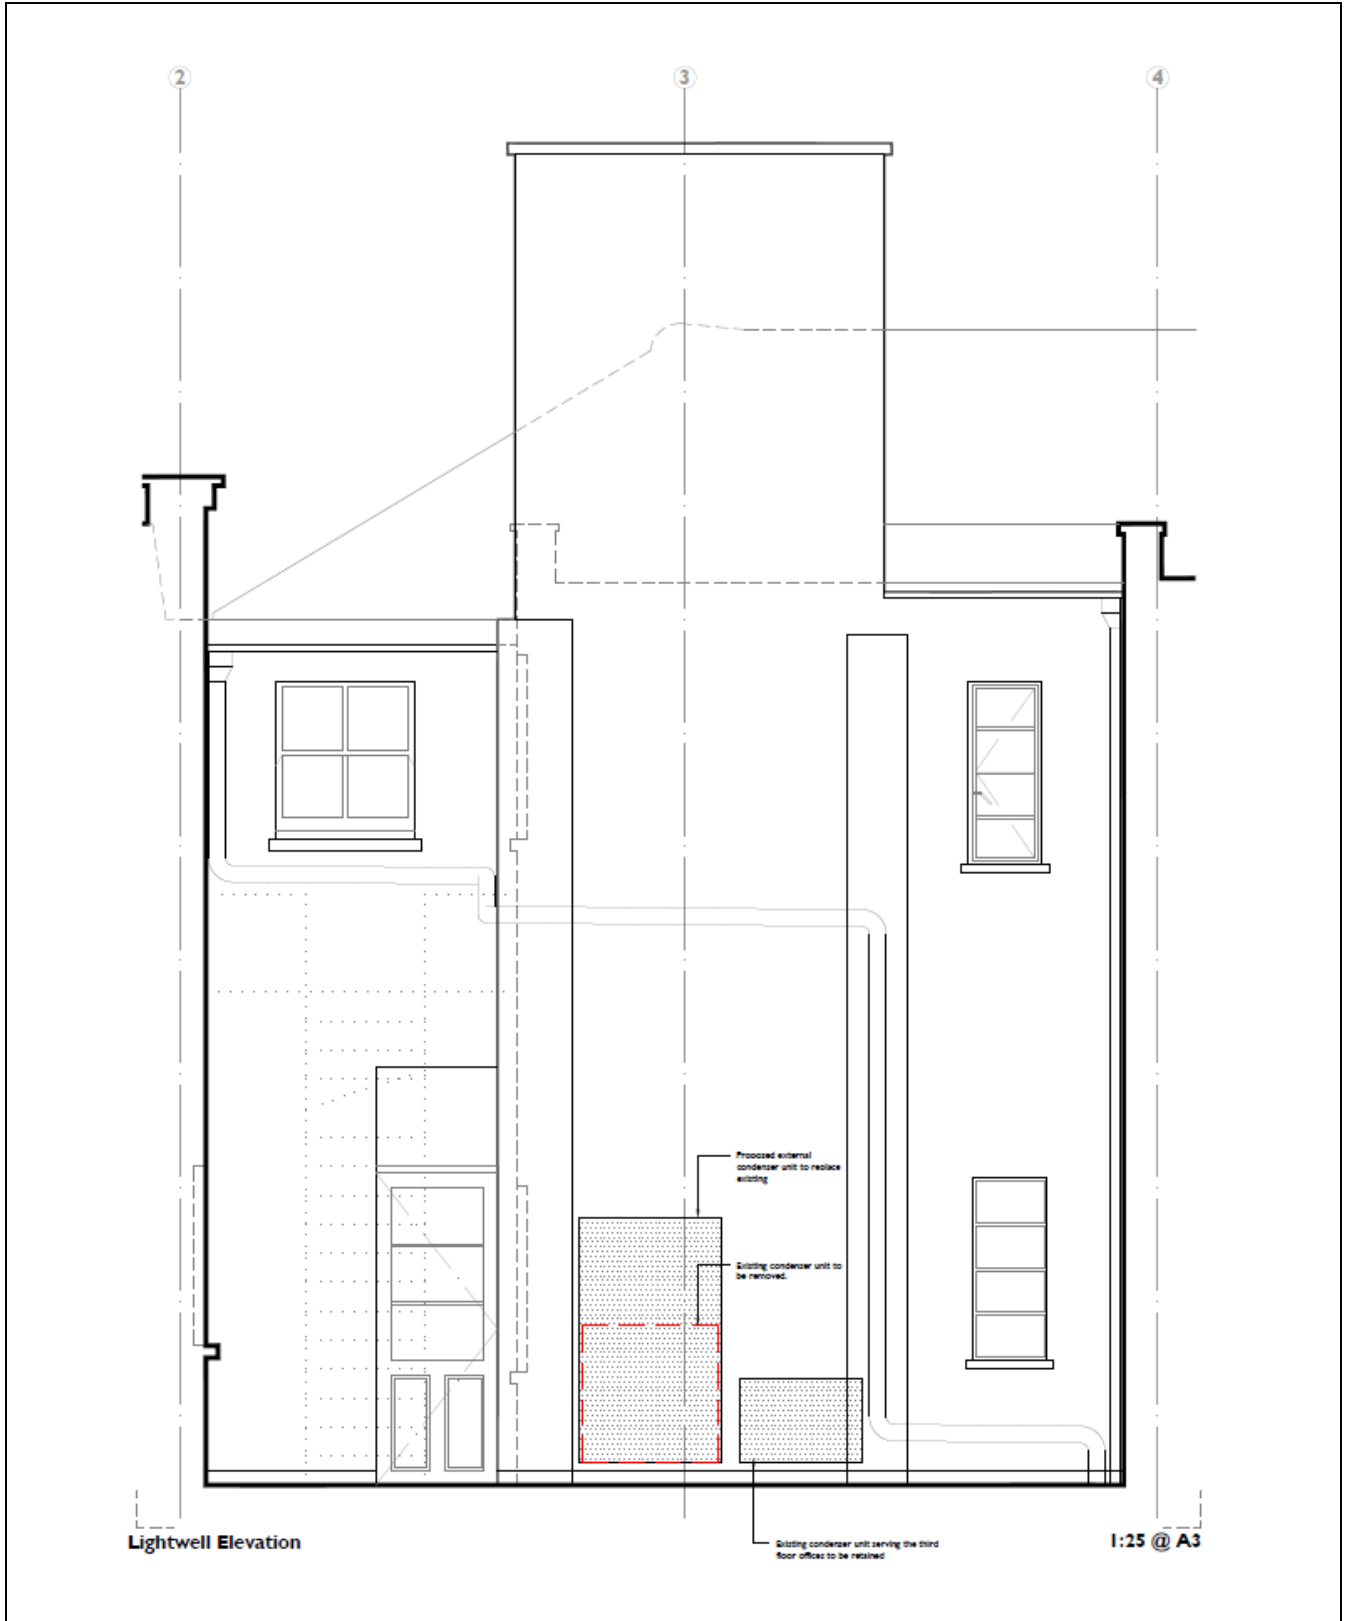 2 3 4
Proposed external
condenser unit to replace
existing
Existing condenser unit to
be removed.
Lightwell Elevation
1:25 @ A3
Existing condenser unit serving the third
floor offices to be retained